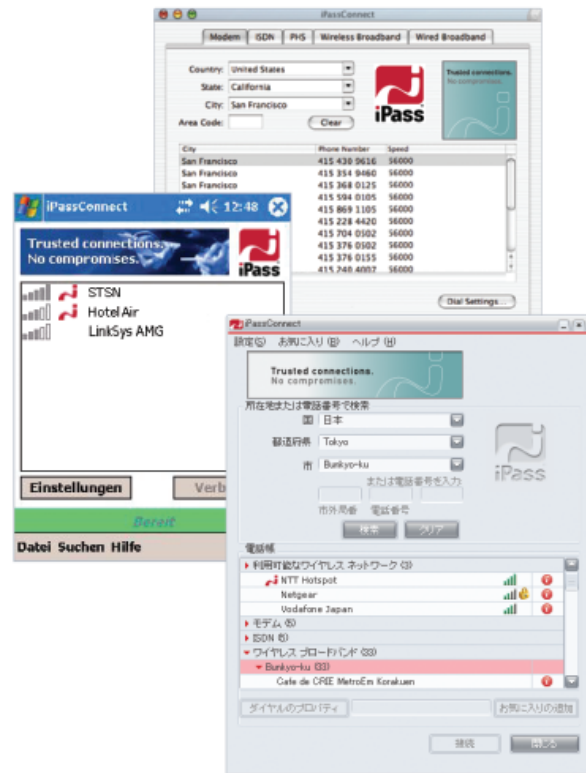 iPassConnect
Modem ISDN PHS Wireless Broadband Wired Broadband
Country: United States
State: California
City: San Francisco
Area Code: Clear
iPass
Trusted connections.
No compromises.
City Phone Number Speed
San Francisco 415 430 9616 56000
San Francisco 415 354 9460 56000
San Francisco 415 368 0125 56000
415 594 0105 56000
415 869 1105 56000
415 228 4420 56000
415 704 0502 56000
415 376 0502 56000
415 376 0155 56000
415 240 4007 56000
Dial Settings...
iPassConnect 12:48
Trusted connections.
No compromises.
iPass
STSN
Hotel Air
LinkSys AMG
Einstellungen Verb
Bereit
Datei Suchen Hilfe
iPassConnect
設定(S) お気に入り(B) ヘルプ(H)
Trusted connections.
No compromises.
所在地または電話番号で検索
国 日本
都道府県 Tokyo
市 Bunkyo-ku
または電話番号を入力
市外局番 電話番号
検索 クリア
iPass
電話帳
利用可能なワイヤレス ネットワーク (3)
NTT Hotspot
Netgear
Vodafone Japan
モデム (6)
ISDN (6)
ワイヤレス ブロードバンド (33)
Bunkyo-ku (33)
Cafe de CRIE MetroEm Korakuen
ダイヤルのプロパティ お気に入りの追加
接続 閉じる